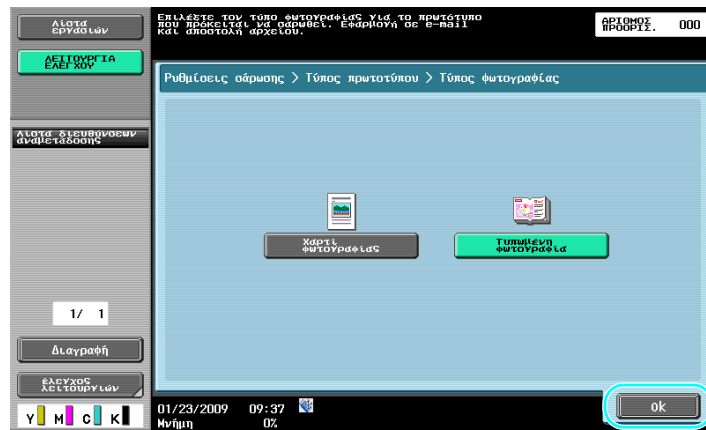 Λίστα
εργασιών
Επιλέξτε τον τύπο φωτογραφίας για το πρωτότυπο
που πρόκειται να σαρωθεί. Εφαρμογή σε e-mail
και αποστολή αρχείου.
ΑΡΙΘΜΟΣ
ΠΡΟΟΡΙΣ.
000
ΛΕΙΤΟΥΡΓΙΑ
ΕΛΕΓΧΟΥ
Ρυθμίσεις σάρωσης > Τύπος πρωτοτύπου > Τύπος φωτογραφίας
Λίστα διευθύνσεων
αναμετάδοσης
Χαρτί
φωτογραφίας
Τυπωμένη
φωτογραφία
1/ 1
Διαγραφή
έλεγχος
λειτουργιών
Y M C K
01/23/2009 09:37
Μνήμη 0%
ok